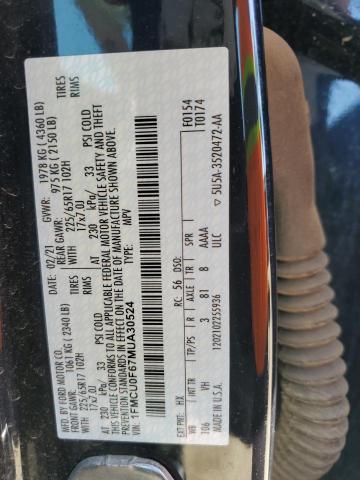 MFD. BY FORD MOTOR CO.
02/21 GVWR: 1978 KG ( 4360 LB)
FRONT GAWR: 1061 KG ( 2340 LB) REAR GAWR: 975 KG ( 2150 LB)
WITH 225/65R17 102H TIRES WITH 225/65R17 102H TIRES
17x7.0J RIMS 17x7.0J RIMS
AT 230 kPa/ 33 PSI COLD AT 230 kPa/ 33 PSI COLD
THIS VEHICLE CONFORMS TO ALL APPLICABLE FEDERAL MOTOR VEHICLE SAFETY AND THEFT
PREVENTION STANDARDS IN EFFECT ON THE DATE OF MANUFACTURE SHOWN ABOVE.
VIN: 1FMCU0F67MUA30524 TYPE: MPV
F0154
T0174
EXT PNT: HX RC: 56 DSO:
WB INT TR TP/PS R AXLE TR SPR
106 VH 3 81 8 AAAA
MADE IN U.S.A. ULC 5U5A-3520472-AA
1202102255936